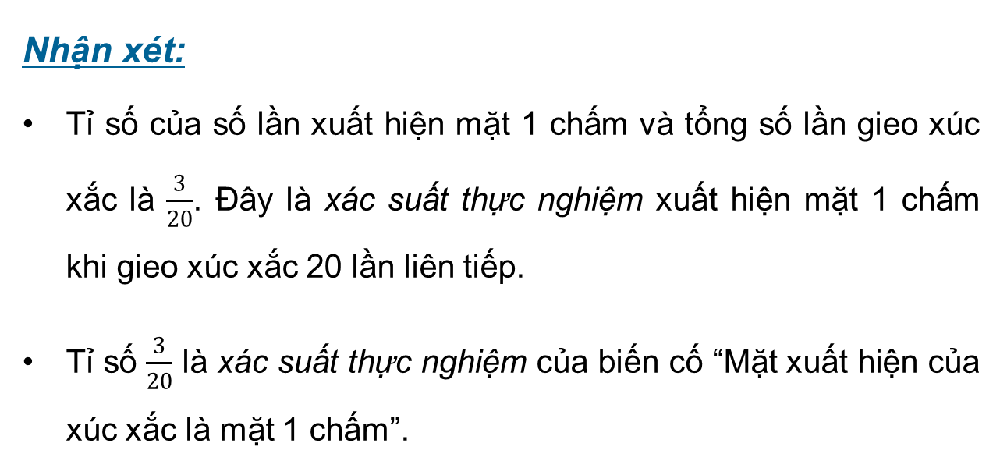 Nhận xét:
• Tỉ số của số lần xuất hiện mặt 1 chấm và tổng số lần gieo xúc
xắc là 3/20. Đây là xác suất thực nghiệm xuất hiện mặt 1 chấm
khi gieo xúc xắc 20 lần liên tiếp.
• Tỉ số 3/20 là xác suất thực nghiệm của biến cố “Mặt xuất hiện của
xúc xắc là mặt 1 chấm”.